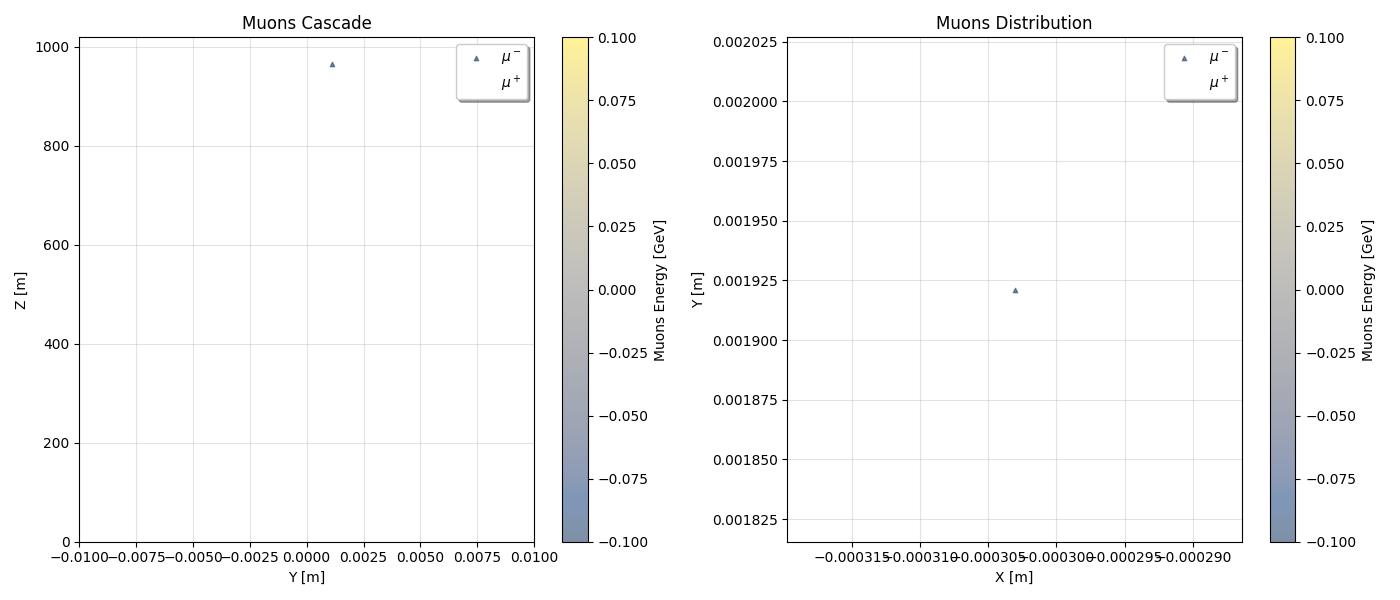 Muons Cascade
1000
800
600
400
200
0
Z [m]
−0.0100 −0.0075 −0.0050 −0.0025 0.0000 0.0025 0.0050 0.0075 0.0100
Y [m]
μ⁻
μ⁺
0.100
0.075
0.050
0.025
0.000
−0.025
−0.050
−0.075
−0.100
Muons Energy [GeV]
Muons Distribution
0.002025
0.002000
0.001975
0.001950
0.001925
0.001900
0.001875
0.001850
0.001825
Y [m]
−0.000315 −0.000310 −0.000305 −0.000300 −0.000295 −0.000290
X [m]
μ⁻
μ⁺
0.100
0.075
0.050
0.025
0.000
−0.025
−0.050
−0.075
−0.100
Muons Energy [GeV]